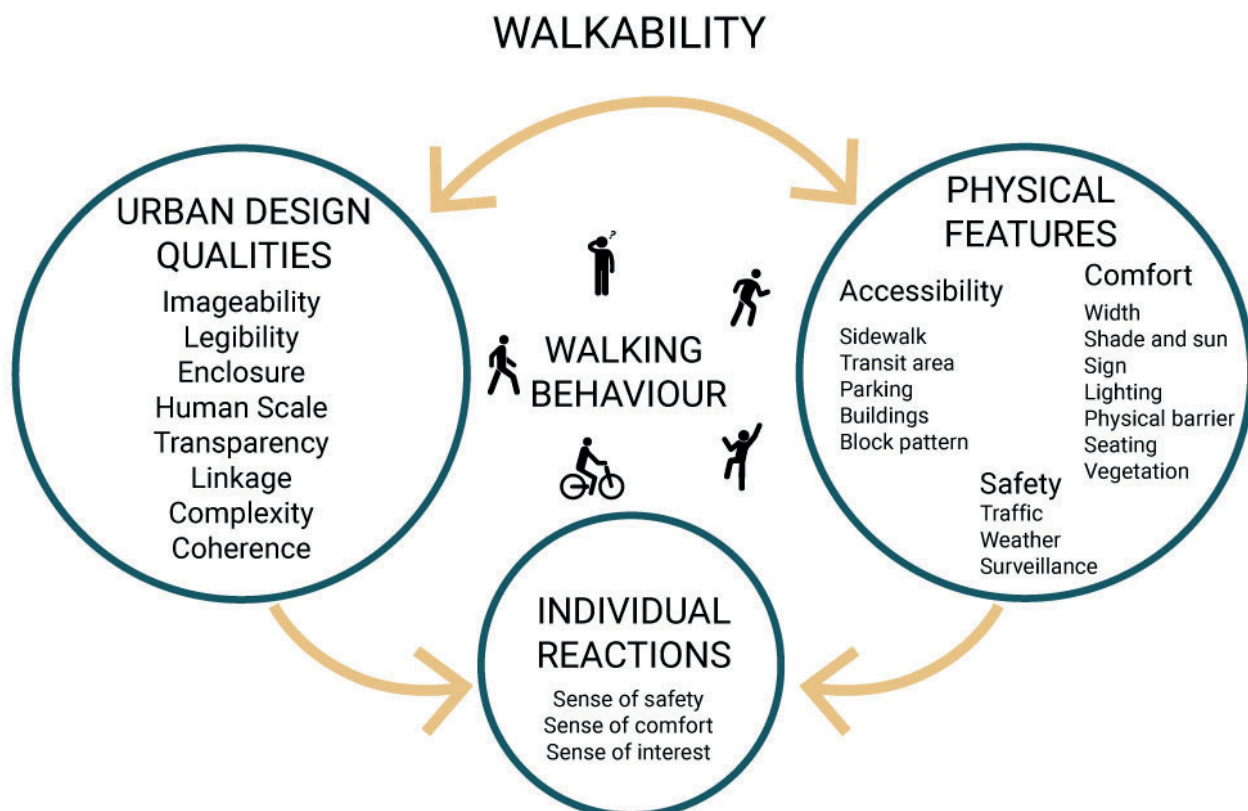 WALKABILITY
URBAN DESIGN
QUALITIES
Imageability
Legibility
Enclosure
Human Scale
Transparency
Linkage
Complexity
Coherence
?
WALKING
BEHAVIOUR
PHYSICAL
FEATURES
Accessibility
Sidewalk
Transit area
Parking
Buildings
Block pattern
Comfort
Width
Shade and sun
Sign
Lighting
Physical barrier
Seating
Vegetation
Safety
Traffic
Weather
Surveillance
INDIVIDUAL
REACTIONS
Sense of safety
Sense of comfort
Sense of interest